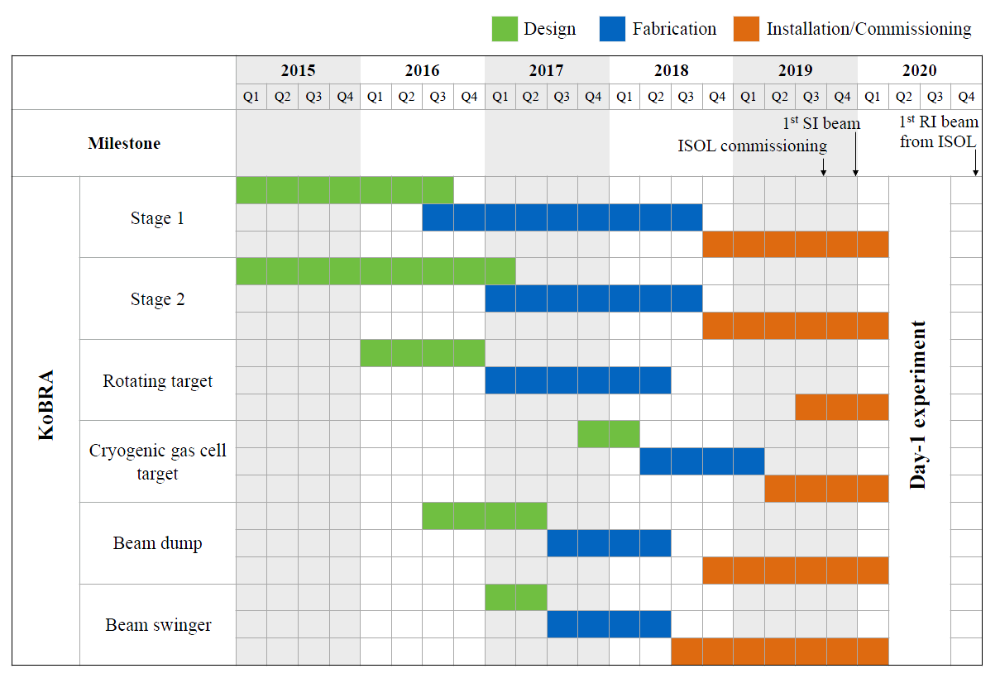 Design Fabrication Installation/Commissioning
2015 2016 2017 2018 2019 2020
Q1 Q2 Q3 Q4 Q1 Q2 Q3 Q4 Q1 Q2 Q3 Q4 Q1 Q2 Q3 Q4 Q1 Q2 Q3 Q4 Q1 Q2 Q3 Q4
Milestone
1st SI beam
ISOL commissioning
1st RI beam
from ISOL
KoBRA
Stage 1
Stage 2
Rotating target
Cryogenic gas cell
target
Beam dump
Beam swinger
Day-1 experiment